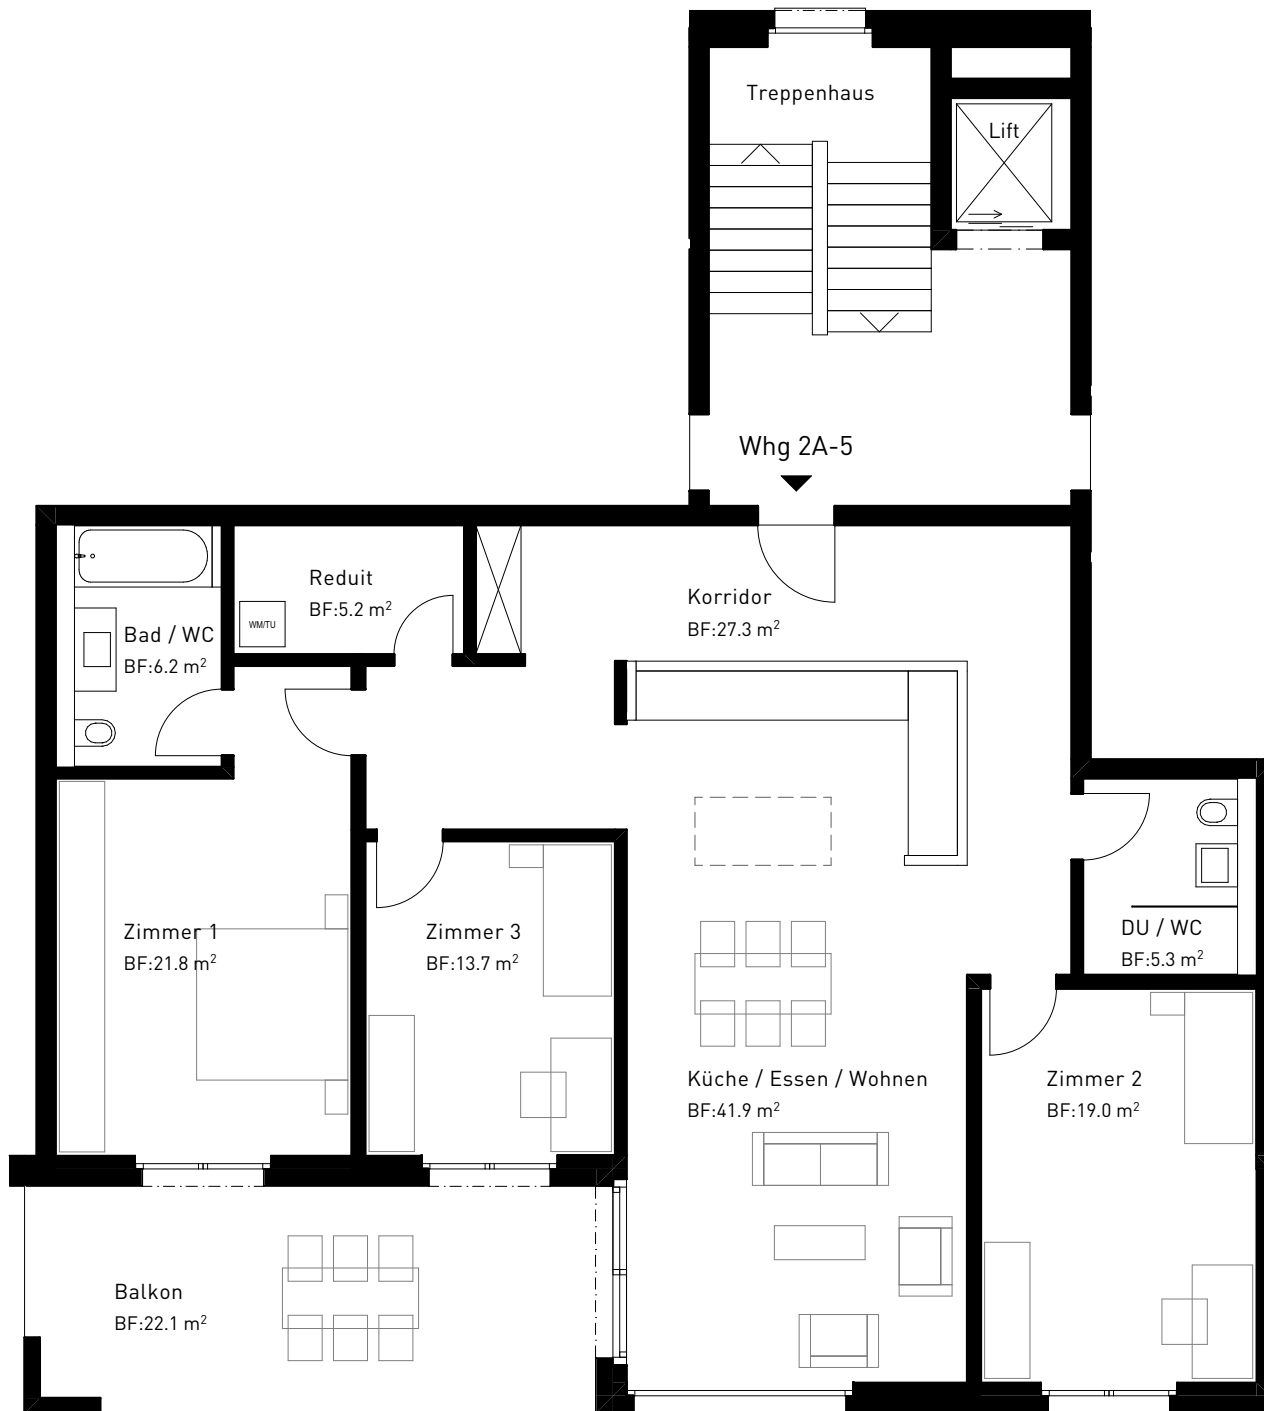 Treppenhaus
Lift
Whg 2A-5
Reduit
BF:5.2 m²
WM/TU
Korridor
BF:27.3 m²
Bad / WC
BF:6.2 m²
Zimmer 1
BF:21.8 m²
Zimmer 3
BF:13.7 m²
DU / WC
BF:5.3 m²
Küche / Essen / Wohnen
BF:41.9 m²
Zimmer 2
BF:19.0 m²
Balkon
BF:22.1 m²